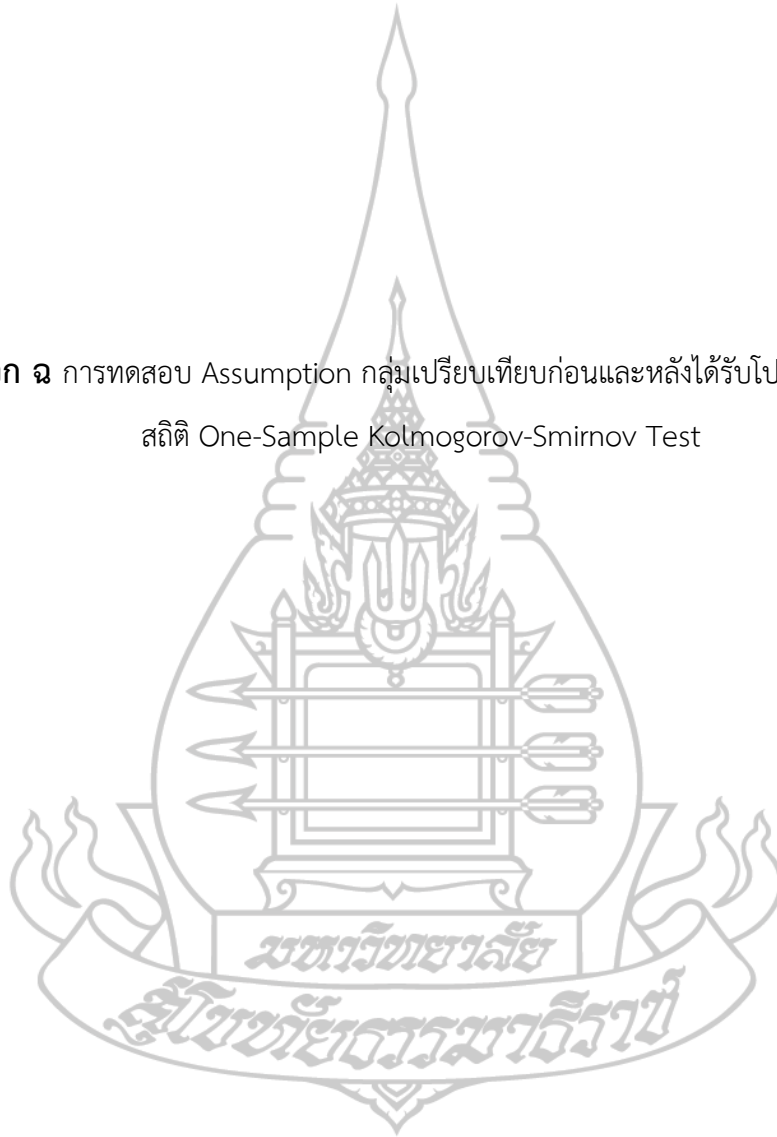 ก ฉ การทดสอบ Assumption กลุ่มเปรียบเทียบก่อนและหลังได้รับโป
สถิติ One-Sample Kolmogorov-Smirnov Test
มหาวิทยาลัย
สุโขทัยธรรมาธิราช